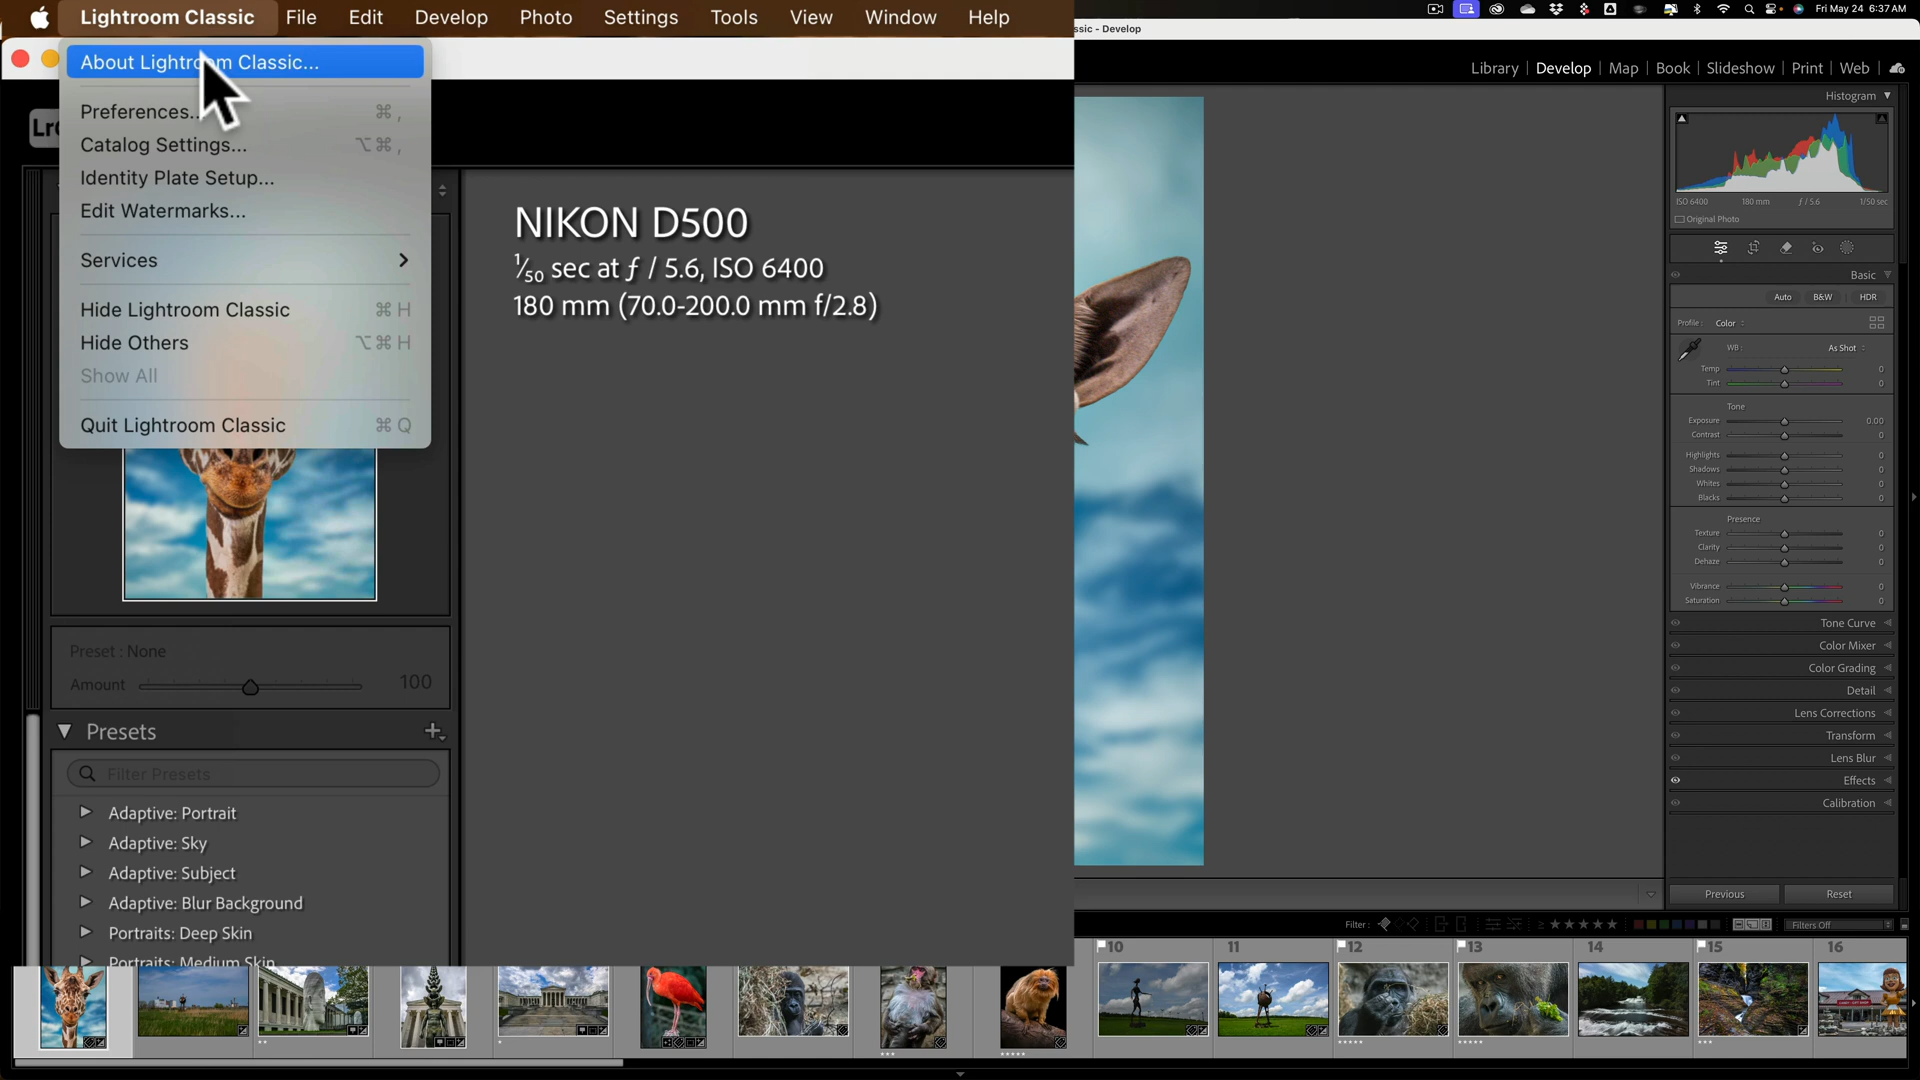 Lightroom Classic File Edit Develop Photo Settings Tools View Window Help
Fri May 24 6:37 AM
ssic - Develop
About Lightroom Classic...
Preferences... ⌘ ,
Catalog Settings... ⌥⌘ ,
Identity Plate Setup...
Edit Watermarks...
Services
Hide Lightroom Classic ⌘ H
Hide Others ⌥⌘ H
Show All
Quit Lightroom Classic ⌘ Q
Lr
NIKON D500
1/50 sec at ƒ / 5.6, ISO 6400
180 mm (70.0-200.0 mm f/2.8)
Preset : None
Amount 100
Presets
Filter Presets
Adaptive: Portrait
Adaptive: Sky
Adaptive: Subject
Adaptive: Blur Background
Portraits: Deep Skin
Portraits: Medium Skin
Library | Develop | Map | Book | Slideshow | Print | Web
Histogram
ISO 6400 180 mm ƒ / 5.6 1/50 sec
Original Photo
Basic
Auto B&W HDR
Profile : Color
WB : As Shot
Temp 0
Tint 0
Tone
Exposure 0.00
Contrast 0
Highlights 0
Shadows 0
Whites 0
Blacks 0
Presence
Texture 0
Clarity 0
Dehaze 0
Vibrance 0
Saturation 0
Tone Curve
Color Mixer
Color Grading
Detail
Lens Corrections
Transform
Lens Blur
Effects
Calibration
Previous Reset
Filter : Filters Off
10 11 12 13 14 15 16